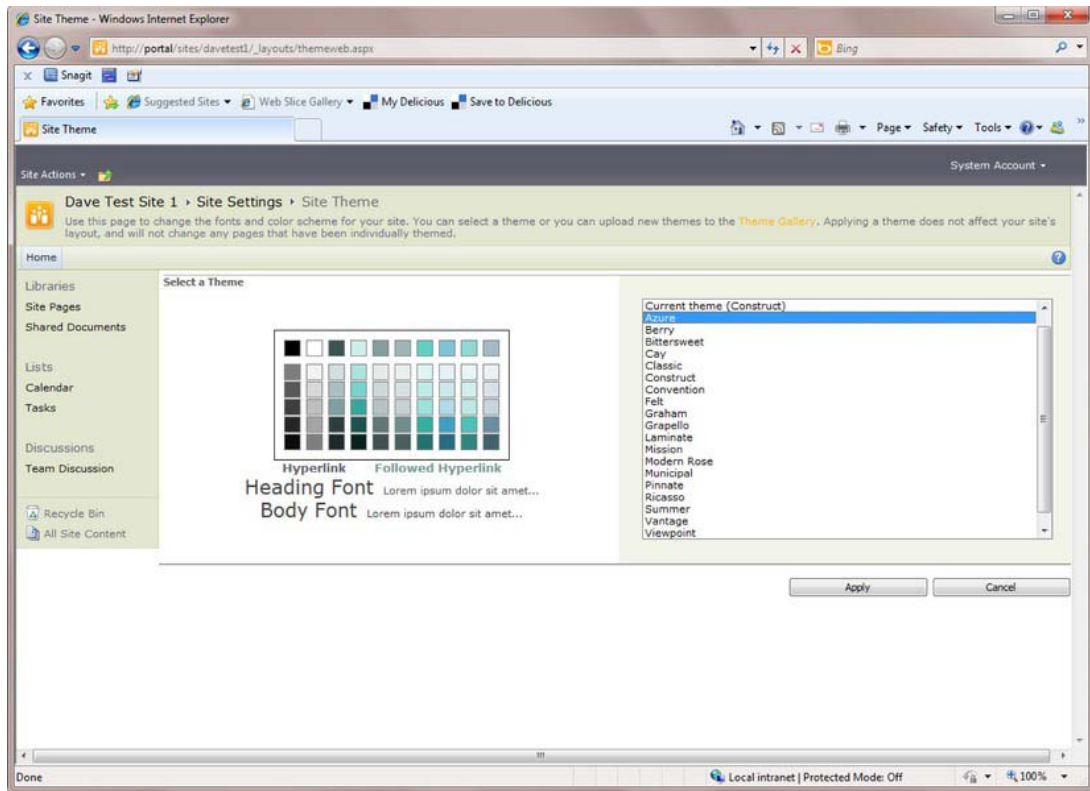 Site Theme - Windows Internet Explorer
http://portal/sites/davetest1/_layouts/themeweb.aspx
Bing
x Snagit
Favorites Suggested Sites Web Slice Gallery My Delicious Save to Delicious
Site Theme Page Safety Tools
Site Actions System Account
Dave Test Site 1 Site Settings Site Theme
Use this page to change the fonts and color scheme for your site. You can select a theme or you can upload new themes to the Theme Gallery. Applying a theme does not affect your site's
layout, and will not change any pages that have been individually themed.
Home
Libraries
Site Pages
Shared Documents
Lists
Calendar
Tasks
Discussions
Team Discussion
Recycle Bin
All Site Content
Select a Theme
Hyperlink Followed Hyperlink
Heading Font Lorem ipsum dolor sit amet...
Body Font Lorem ipsum dolor sit amet...
Current theme (Construct)
Azure
Berry
Bittersweet
Cay
Classic
Construct
Convention
Felt
Graham
Grapello
Laminate
Mission
Modern Rose
Municipal
Pinnate
Ricasso
Summer
Vantage
Viewpoint
Apply Cancel
Done Local intranet | Protected Mode: Off 100%